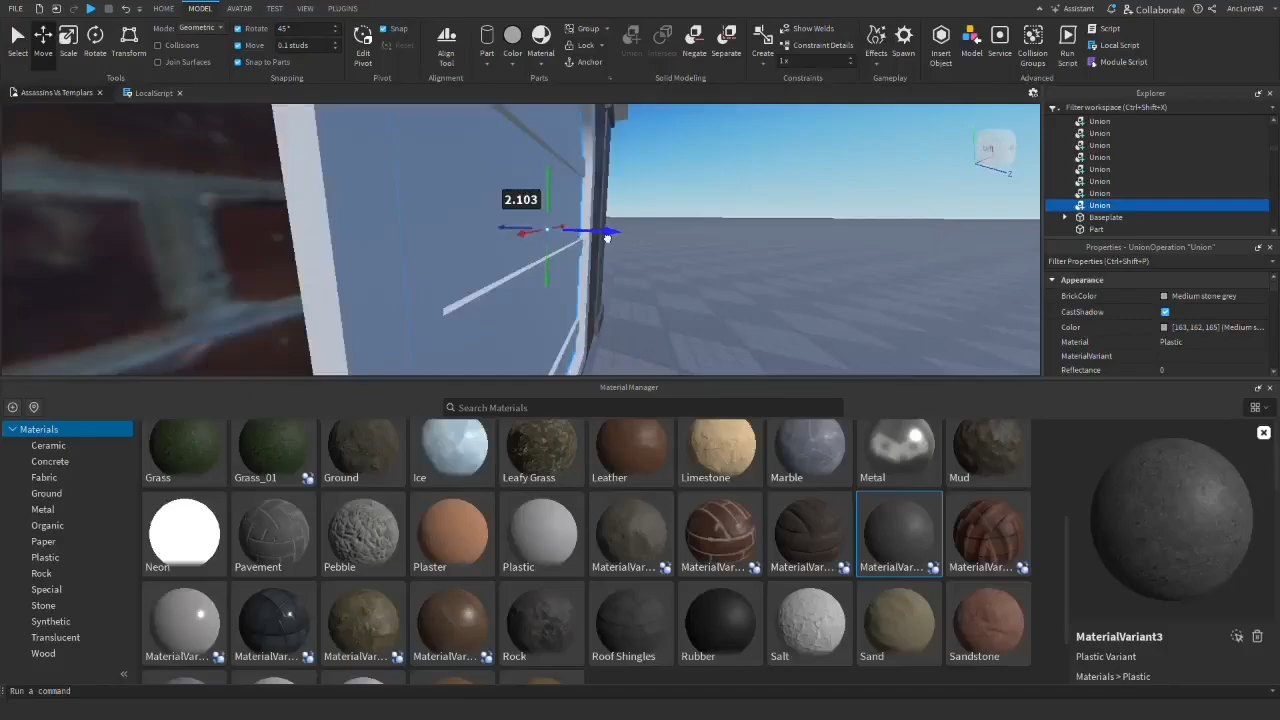 FILE HOME MODEL AVATAR TEST VIEW PLUGINS Assistant Collaborate AncientAR
Select Move Scale Rotate Transform
Mode: Geometric
Collisions
Join Surfaces
Tools
Rotate 45°
Move 0.1 studs
Snap to Parts
Snapping
Edit Pivot
Snap
Reset
Pivot
Align Tool
Alignment
Part Color Material
Group
Lock
Anchor
Parts
Union Intersect Negate Separate
Solid Modeling
Create
Show Welds
Constraint Details
1x
Constraints
Effects Spawn
Gameplay
Insert Object
Model
Service
Collision Groups
Run Script
Script
Local Script
Module Script
Advanced
Assassins Vs Templars LocalScript
2.103
Left
Z
Explorer
Filter workspace (Ctrl+Shift+X)
Union
Union
Union
Union
Union
Union
Union
Union
Baseplate
Part
Properties - UnionOperation "Union"
Filter Properties (Ctrl+Shift+P)
Appearance
BrickColor Medium stone grey
CastShadow
Color [163, 162, 165] (Medium s...
Material Plastic
MaterialVariant
Reflectance 0
Material Manager
Search Materials
Materials
Ceramic
Concrete
Fabric
Ground
Metal
Organic
Paper
Plastic
Rock
Special
Stone
Synthetic
Translucent
Wood
Grass Grass_01 Ground Ice Leafy Grass Leather Limestone Marble Metal Mud
Neon Pavement Pebble Plaster Plastic MaterialVar... MaterialVar... MaterialVar... MaterialVar... MaterialVar...
MaterialVar... MaterialVar... MaterialVar... MaterialVar... Rock Roof Shingles Rubber Salt Sand Sandstone
MaterialVariant3
Plastic Variant
Materials > Plastic
Run a command